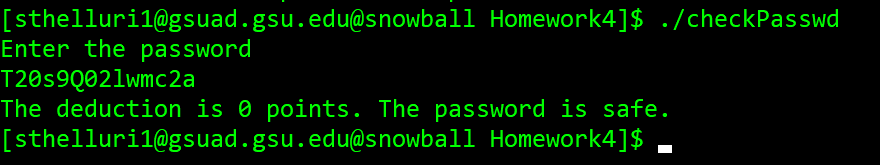 [sthelluri1@gsuad.gsu.edu@snowball Homework4]$ ./checkPasswd
Enter the password
T20s9Q02lwmc2a
The deduction is 0 points. The password is safe.
[sthelluri1@gsuad.gsu.edu@snowball Homework4]$